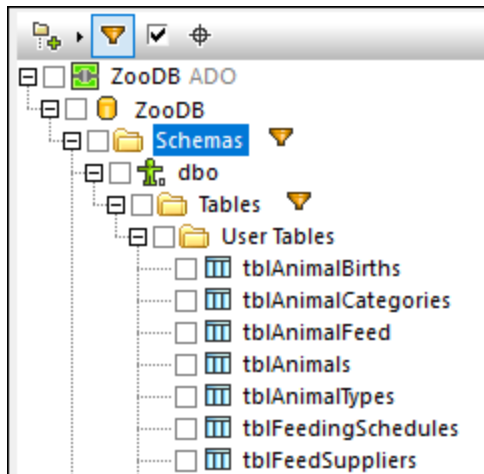 ZooDB ADO
ZooDB
Schemas
dbo
Tables
User Tables
tblAnimalBirths
tblAnimalCategories
tblAnimalFeed
tblAnimals
tblAnimalTypes
tblFeedingSchedules
tblFeedSuppliers